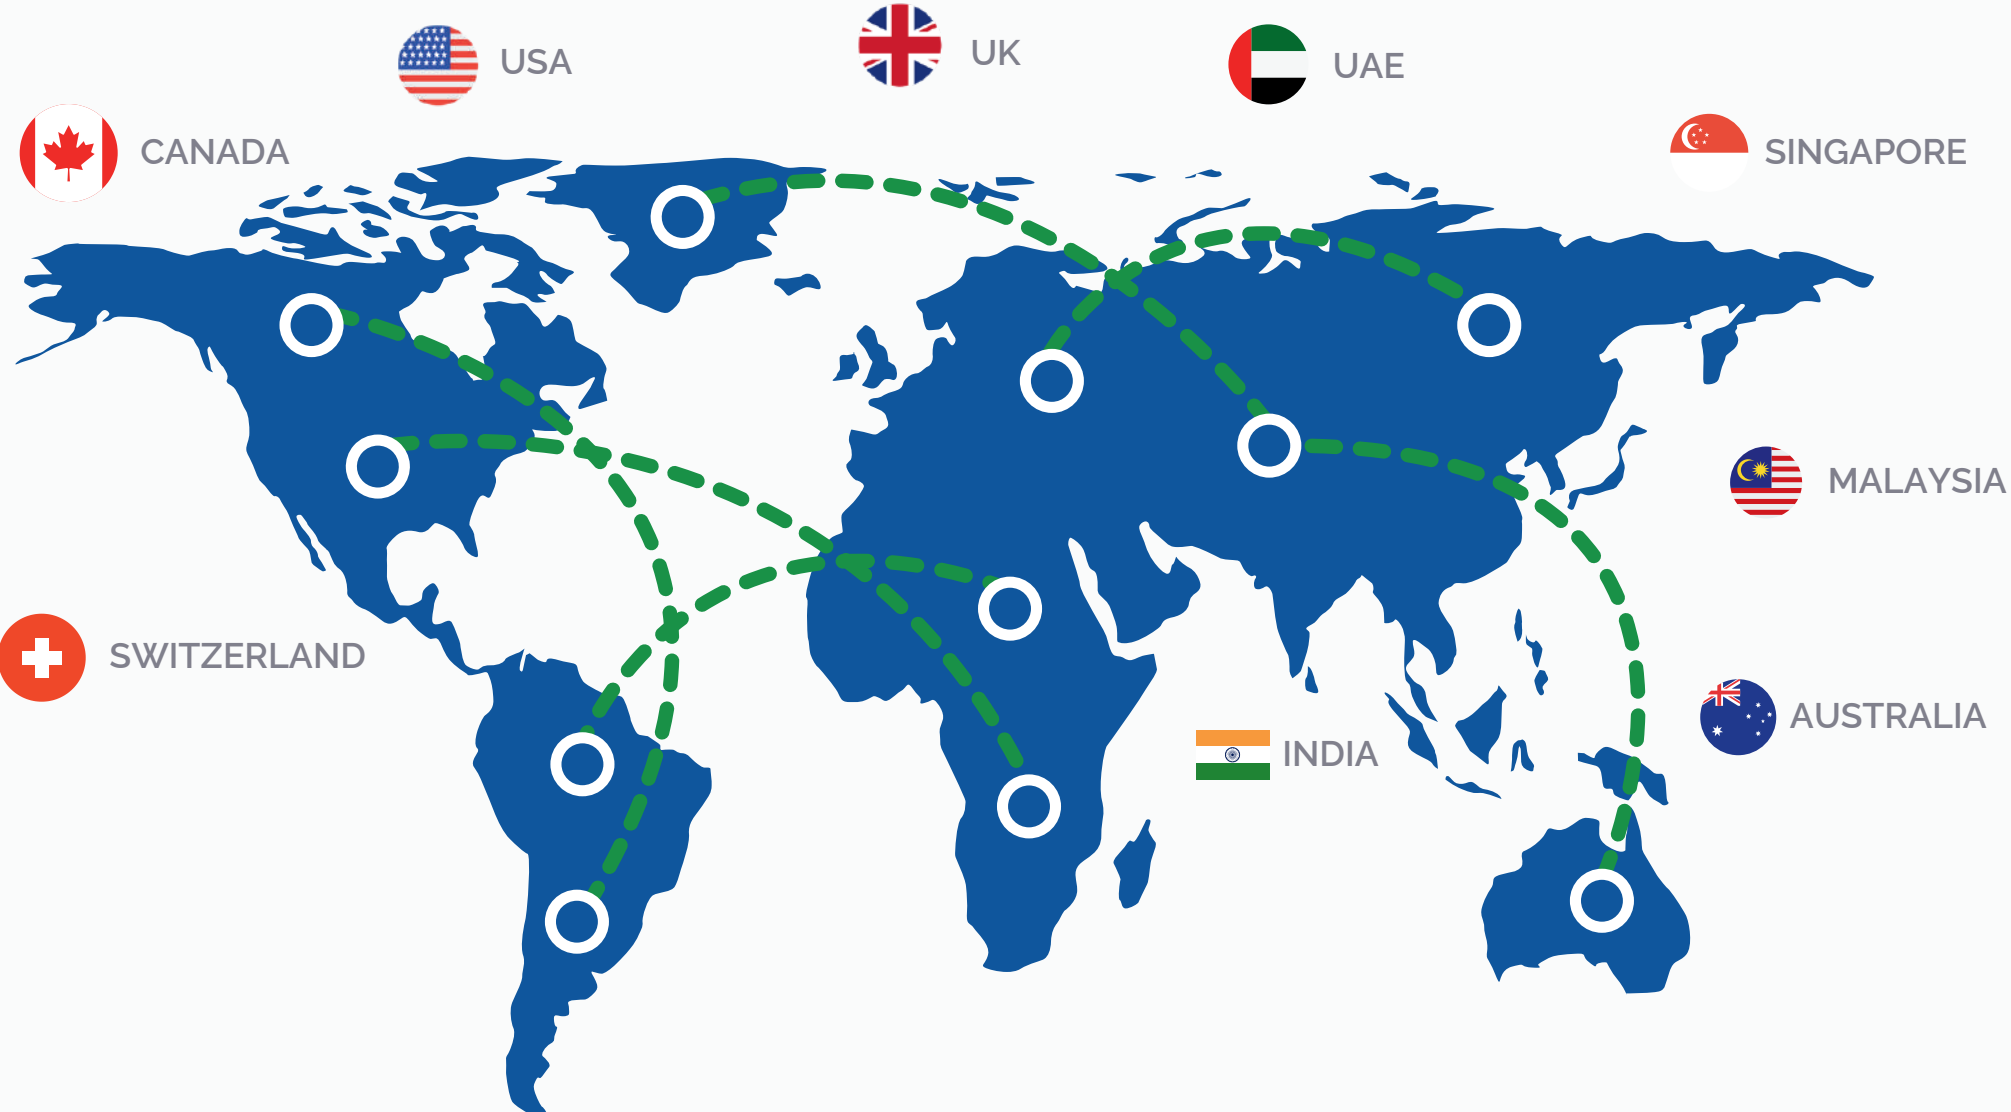 USA
UK
UAE
CANADA
SINGAPORE
MALAYSIA
SWITZERLAND
AUSTRALIA
INDIA